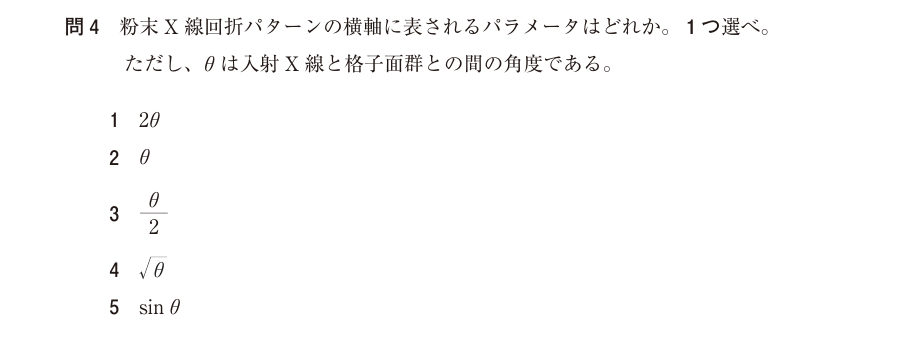 問4 粉末 X 線回折パターンの横軸に表されるパラメータはどれか。1つ選べ。
ただし、θ は入射 X 線と格子面群との間の角度である。
1 2θ
2 θ
3 θ/2
4 √θ
5 sin θ